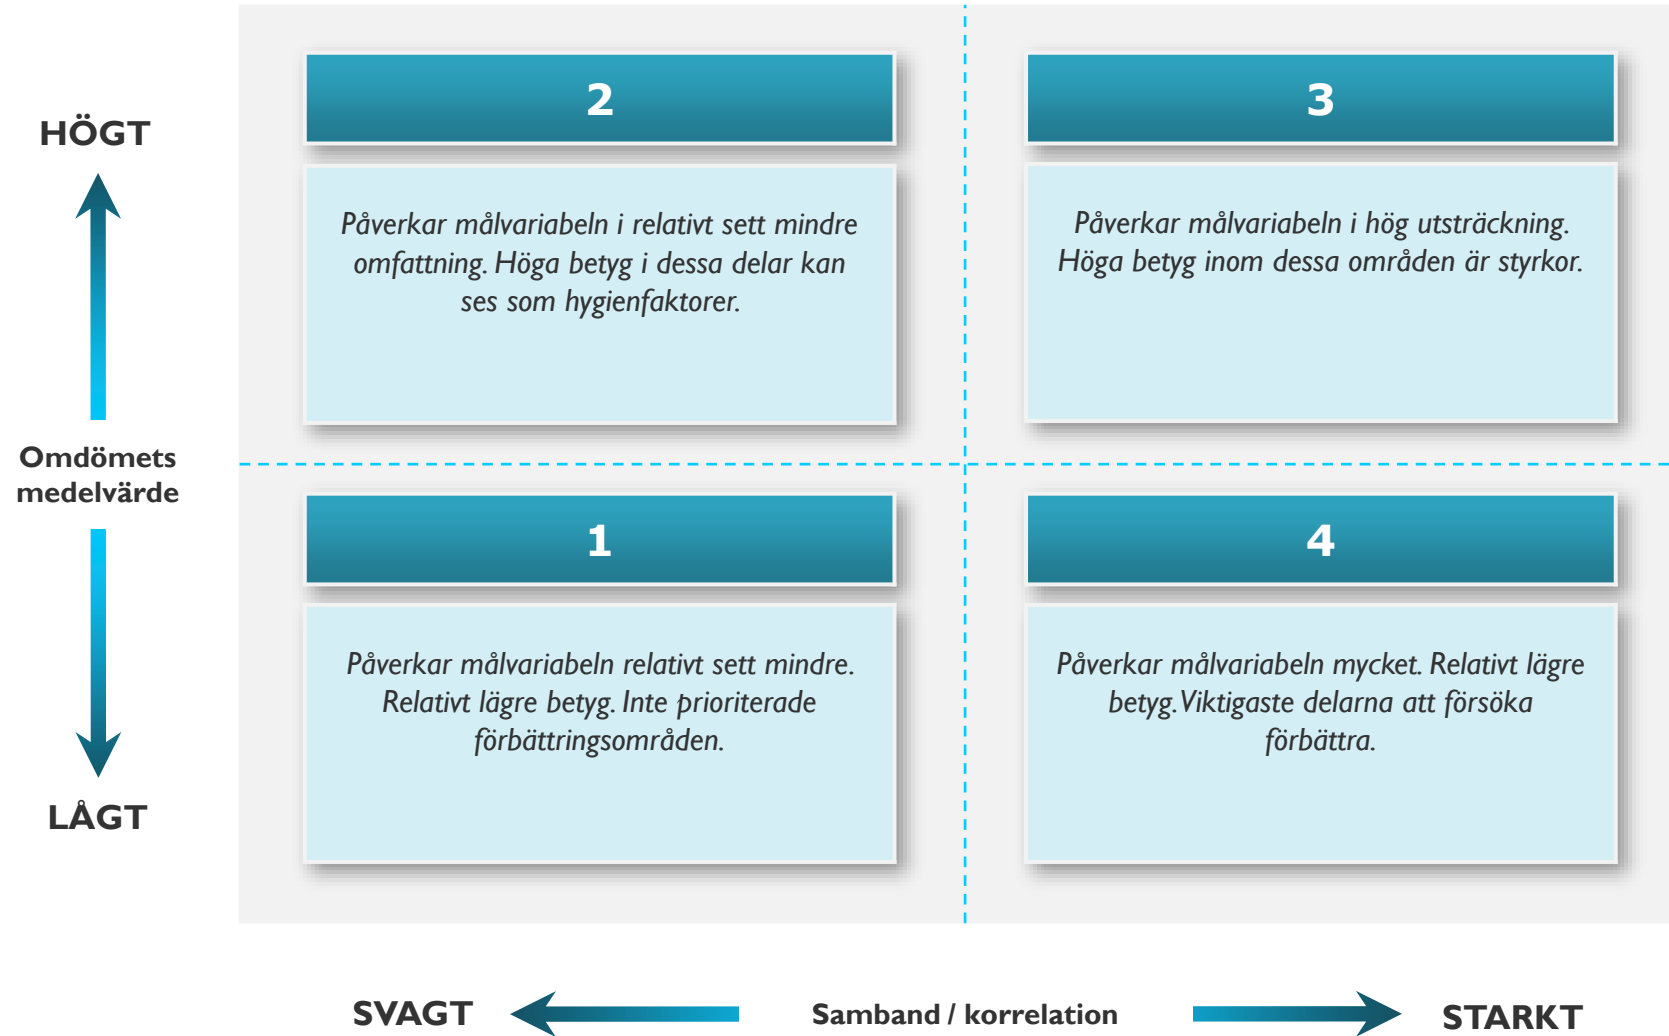 HÖGT
Omdömets
medelvärde
LÅGT
2
Påverkar målvariabeln i relativt sett mindre
omfattning. Höga betyg i dessa delar kan
ses som hygienfaktorer.
3
Påverkar målvariabeln i hög utsträckning.
Höga betyg inom dessa områden är styrkor.
1
Påverkar målvariabeln relativt sett mindre.
Relativt lägre betyg. Inte prioriterade
förbättringsområden.
4
Påverkar målvariabeln mycket. Relativt lägre
betyg. Viktigaste delarna att försöka
förbättra.
SVAGT
Samband / korrelation
STARKT